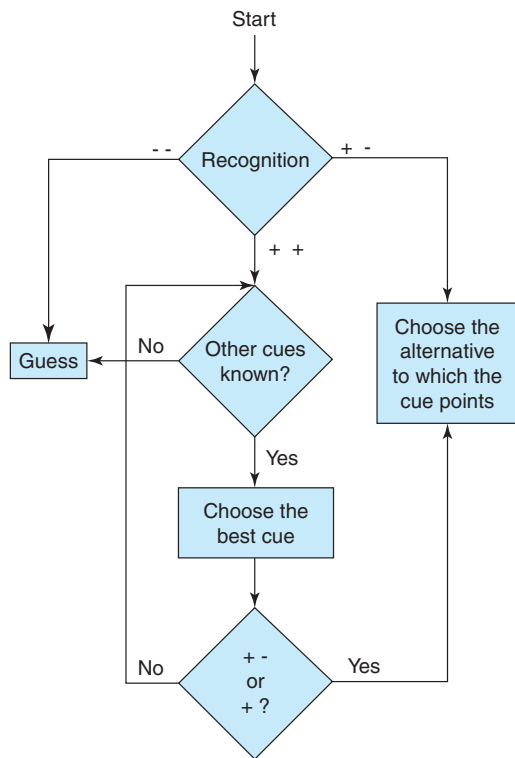 Start
Recognition
- -
+ -
+ +
Choose the
alternative
to which the
cue points
Guess
No
Other cues
known?
Yes
Choose the
best cue
No
+ -
or
+ ?
Yes